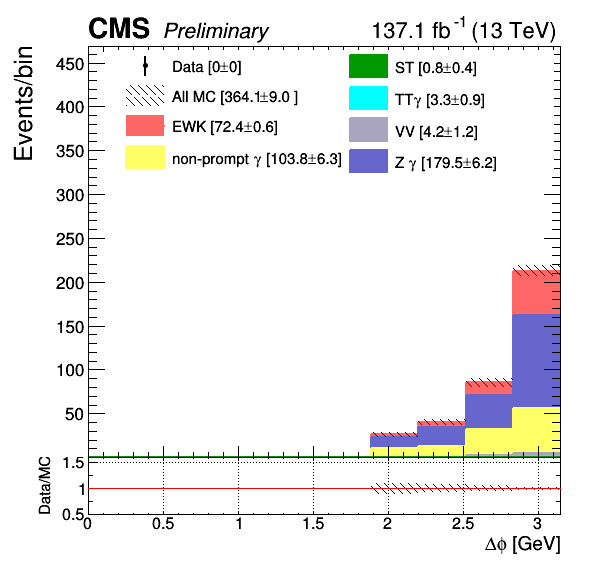 CMS Preliminary 137.1 fb⁻¹ (13 TeV)
Events/bin
450
400
350
300
250
200
150
100
50
Data [0±0]
All MC [364.1±9.0 ]
EWK [72.4±0.6]
non-prompt γ [103.8±6.3]
ST [0.8±0.4]
TTγ [3.3±0.9]
VV [4.2±1.2]
Z γ [179.5±6.2]
Data/MC
1.5
1
0.5
0 0.5 1 1.5 2 2.5 3
Δϕ [GeV]